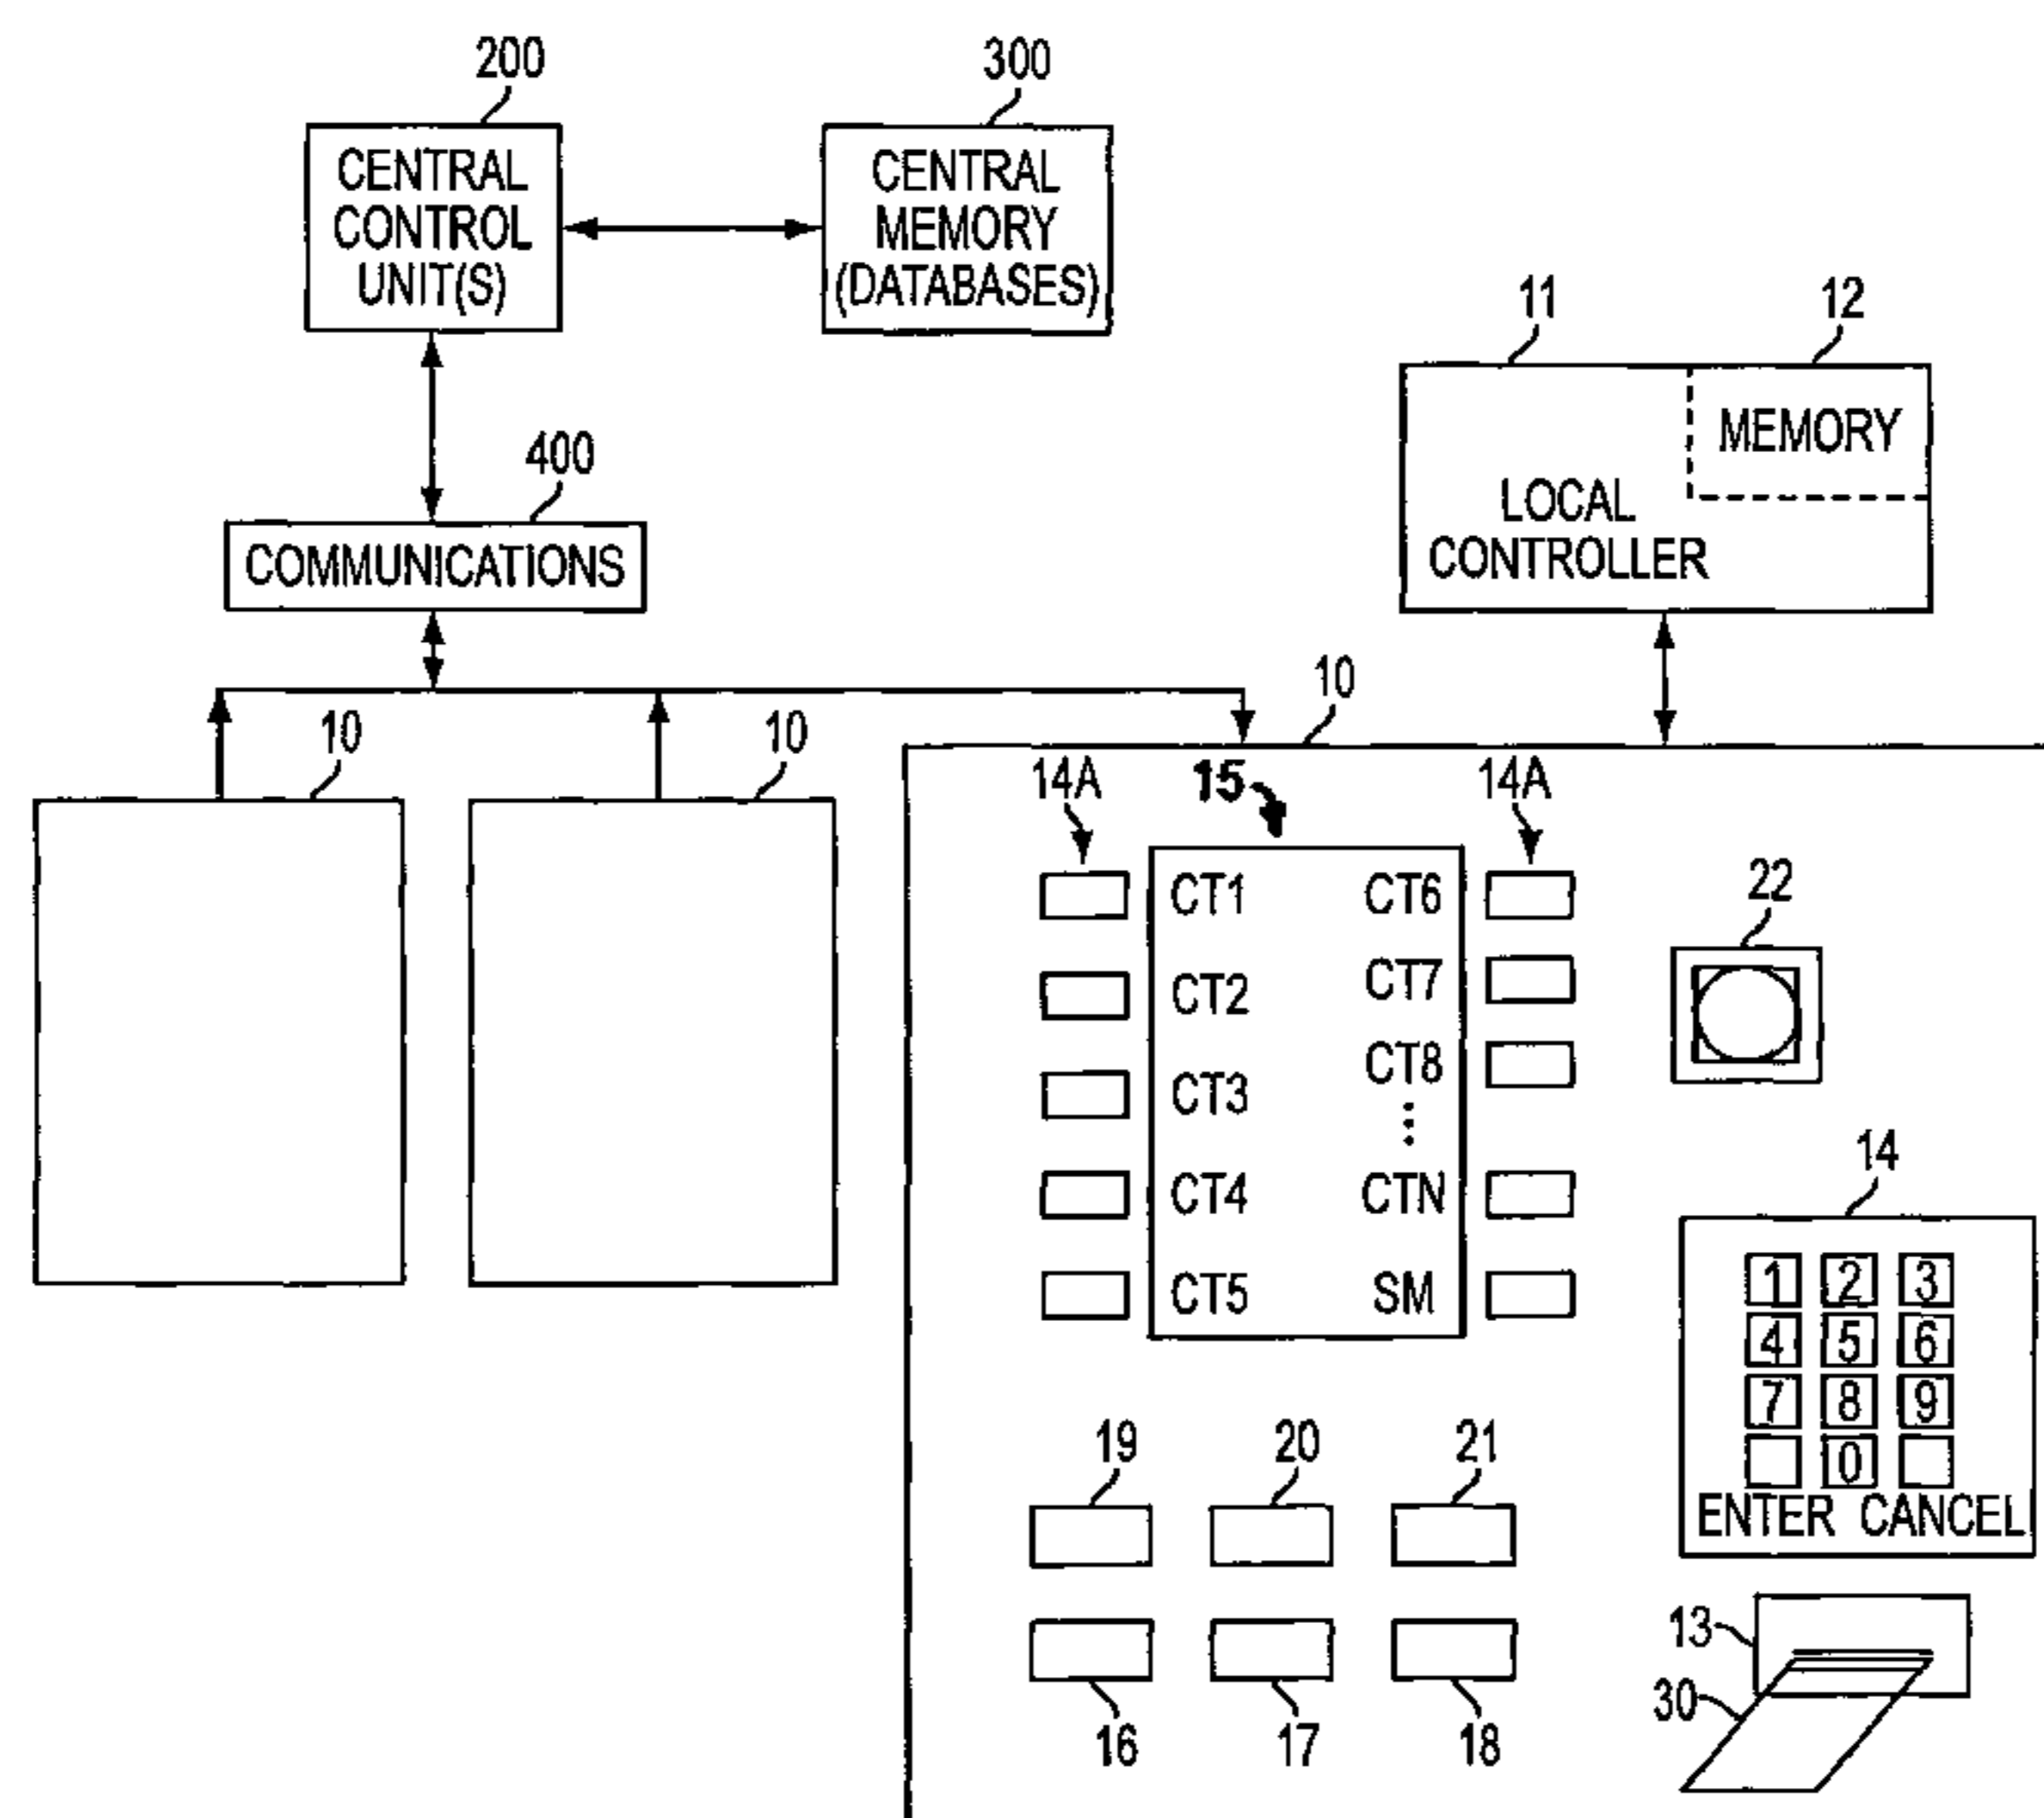 200
300
CENTRAL
CONTROL
UNIT(S)
CENTRAL
MEMORY
(DATABASES)
11
12
MEMORY
LOCAL
CONTROLLER
400
COMMUNICATIONS
10
10
10
14A
15
14A
CT1
CT6
CT2
CT7
CT3
CT8
CT4
CTN
CT5
SM
22
14
1 2 3
4 5 6
7 8 9
0
ENTER CANCEL
19
20
21
16
17
18
13
30